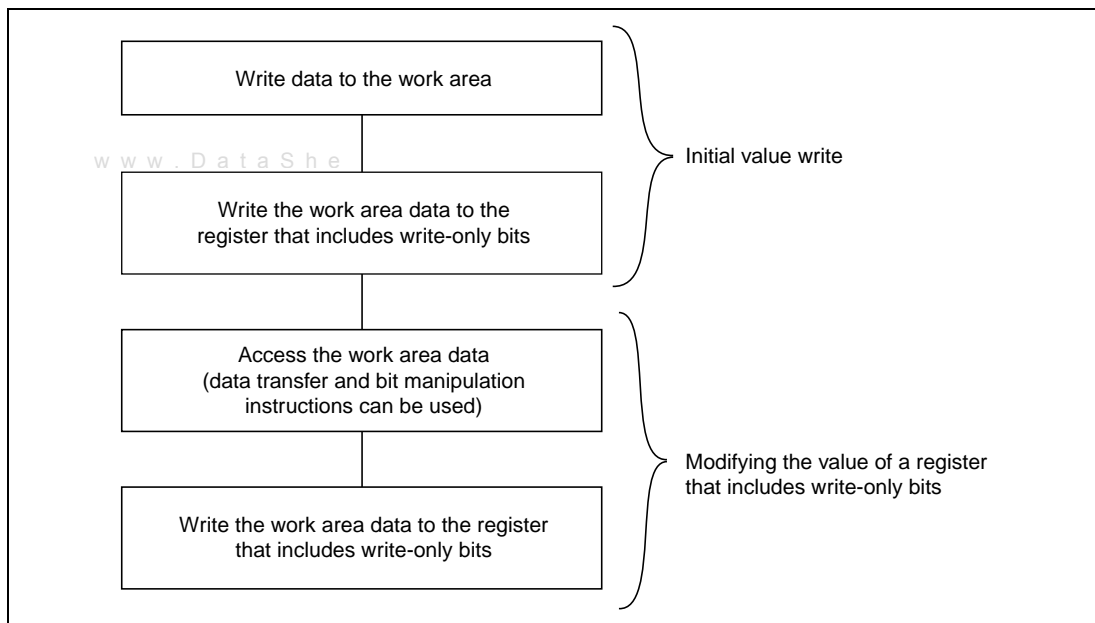 Write data to the work area
Initial value write
www.DataShe
Write the work area data to the
register that includes write-only bits
Access the work area data
(data transfer and bit manipulation
instructions can be used)
Modifying the value of a register
that includes write-only bits
Write the work area data to the register
that includes write-only bits